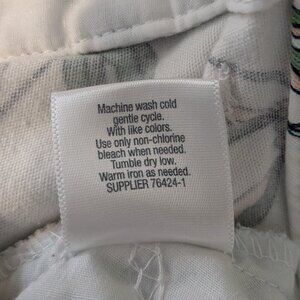 Machine wash cold
gentle cycle.
With like colors.
Use only non-chlorine
bleach when needed.
Tumble dry low.
Warm iron as needed.
SUPPLIER 76424-1